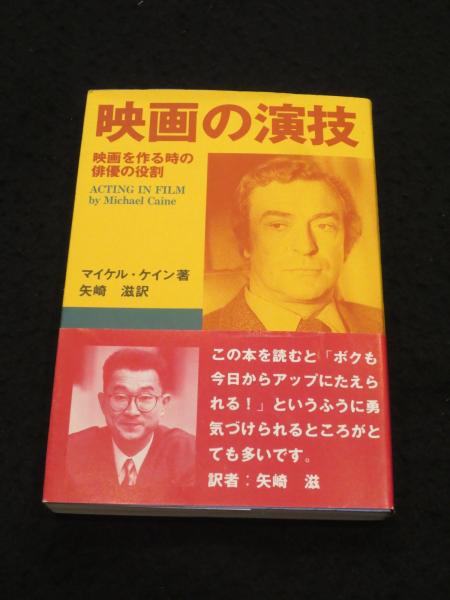 映画の演技
映画を作る時の
俳優の役割
ACTING IN FILM
by Michael Caine
マイケル・ケイン著
矢崎 滋訳
この本を読むと「ボクも
今日からアップにたえら
れる！」というふうに勇
気づけられるところがと
ても多いです。
訳者：矢崎 滋